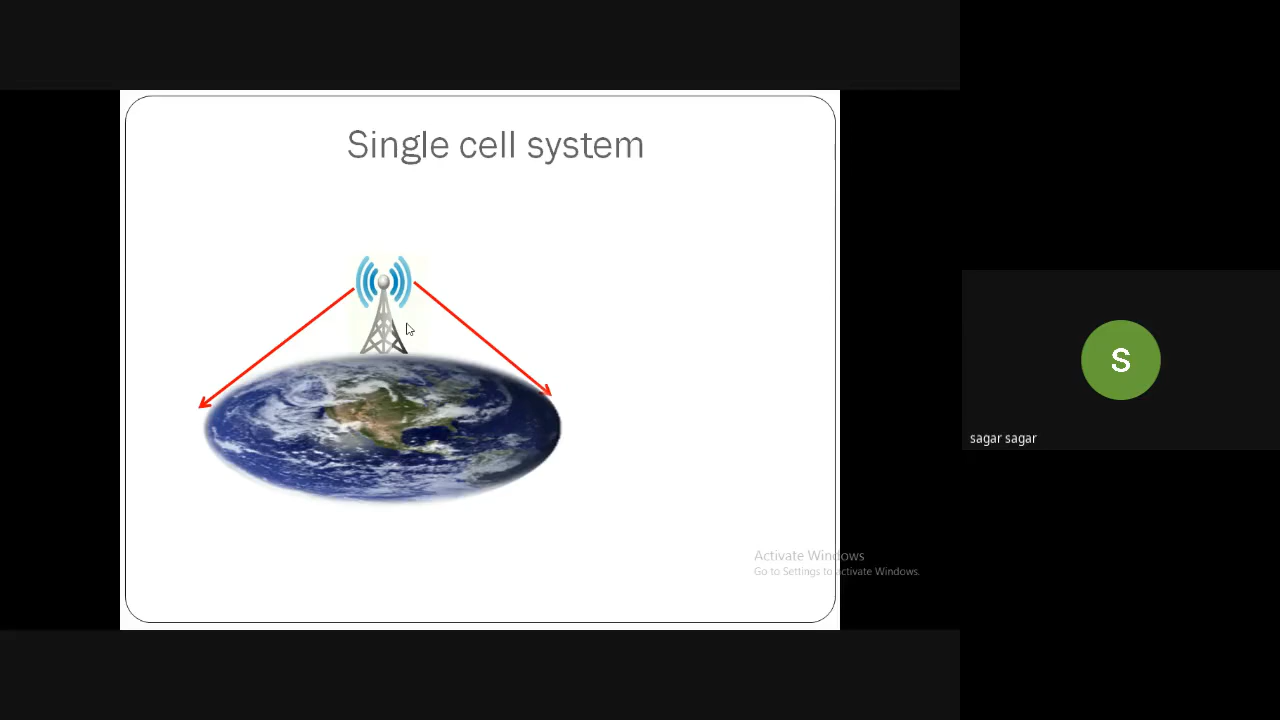 Single cell system
Activate Windows
Go to Settings to activate Windows.
S
sagar sagar